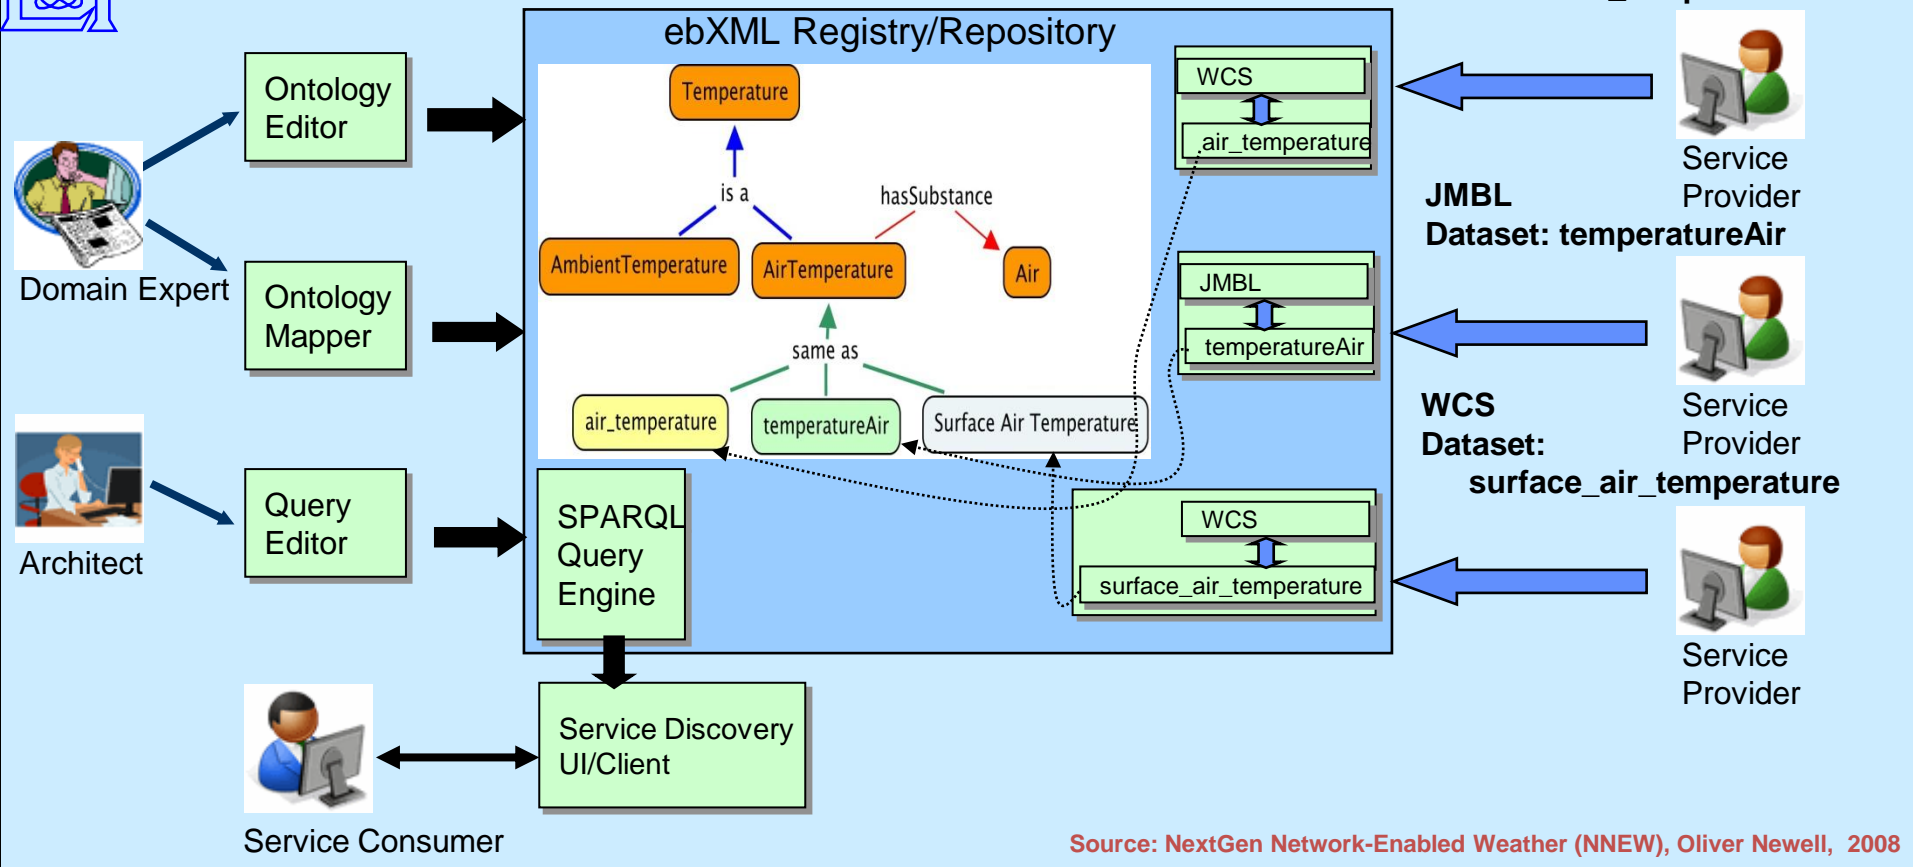 ebXML Registry/Repository
Ontology
Editor
Domain Expert
Ontology
Mapper
Architect
Query
Editor
Temperature
is a
hasSubstance
AmbientTemperature
AirTemperature
Air
same as
air_temperature
temperatureAir
Surface Air Temperature
SPARQL
Query
Engine
WCS
air_temperature
JMBL
temperatureAir
WCS
surface_air_temperature
Service
Provider
JMBL
Dataset: temperatureAir
Service
Provider
WCS
Dataset:
surface_air_temperature
Service
Provider
Service Discovery
UI/Client
Service Consumer
Source: NextGen Network-Enabled Weather (NNEW), Oliver Newell, 2008